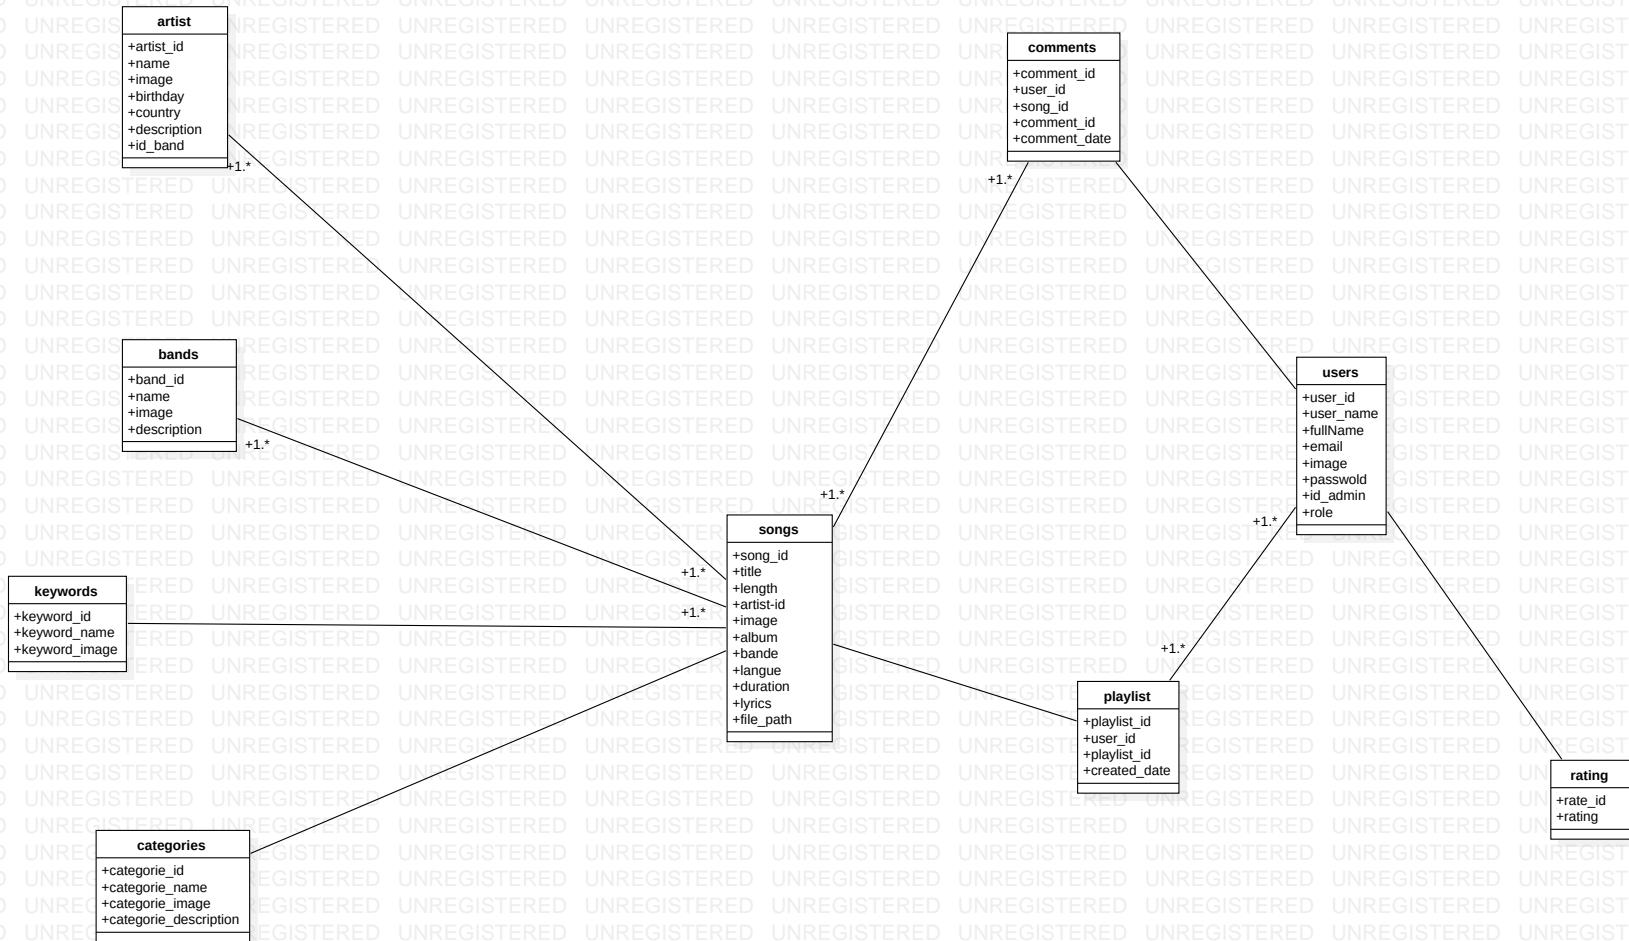 artist
+artist_id
+name
+image
+birthday
+country
+description
+id_band
+1.*
comments
+comment_id
+user_id
+song_id
+comment_id
+comment_date
+1.*
bands
+band_id
+name
+image
+description
+1.*
users
+user_id
+user_name
+fullName
+email
+image
+passwold
+id_admin
+role
+1.*
+1.*
songs
+song_id
+title
+length
+artist-id
+image
+album
+bande
+langue
+duration
+lyrics
+file_path
+1.*
+1.*
keywords
+keyword_id
+keyword_name
+keyword_image
+1.*
playlist
+playlist_id
+user_id
+playlist_id
+created_date
rating
+rate_id
+rating
categories
+categorie_id
+categorie_name
+categorie_image
+categorie_description
UNREGISTERED